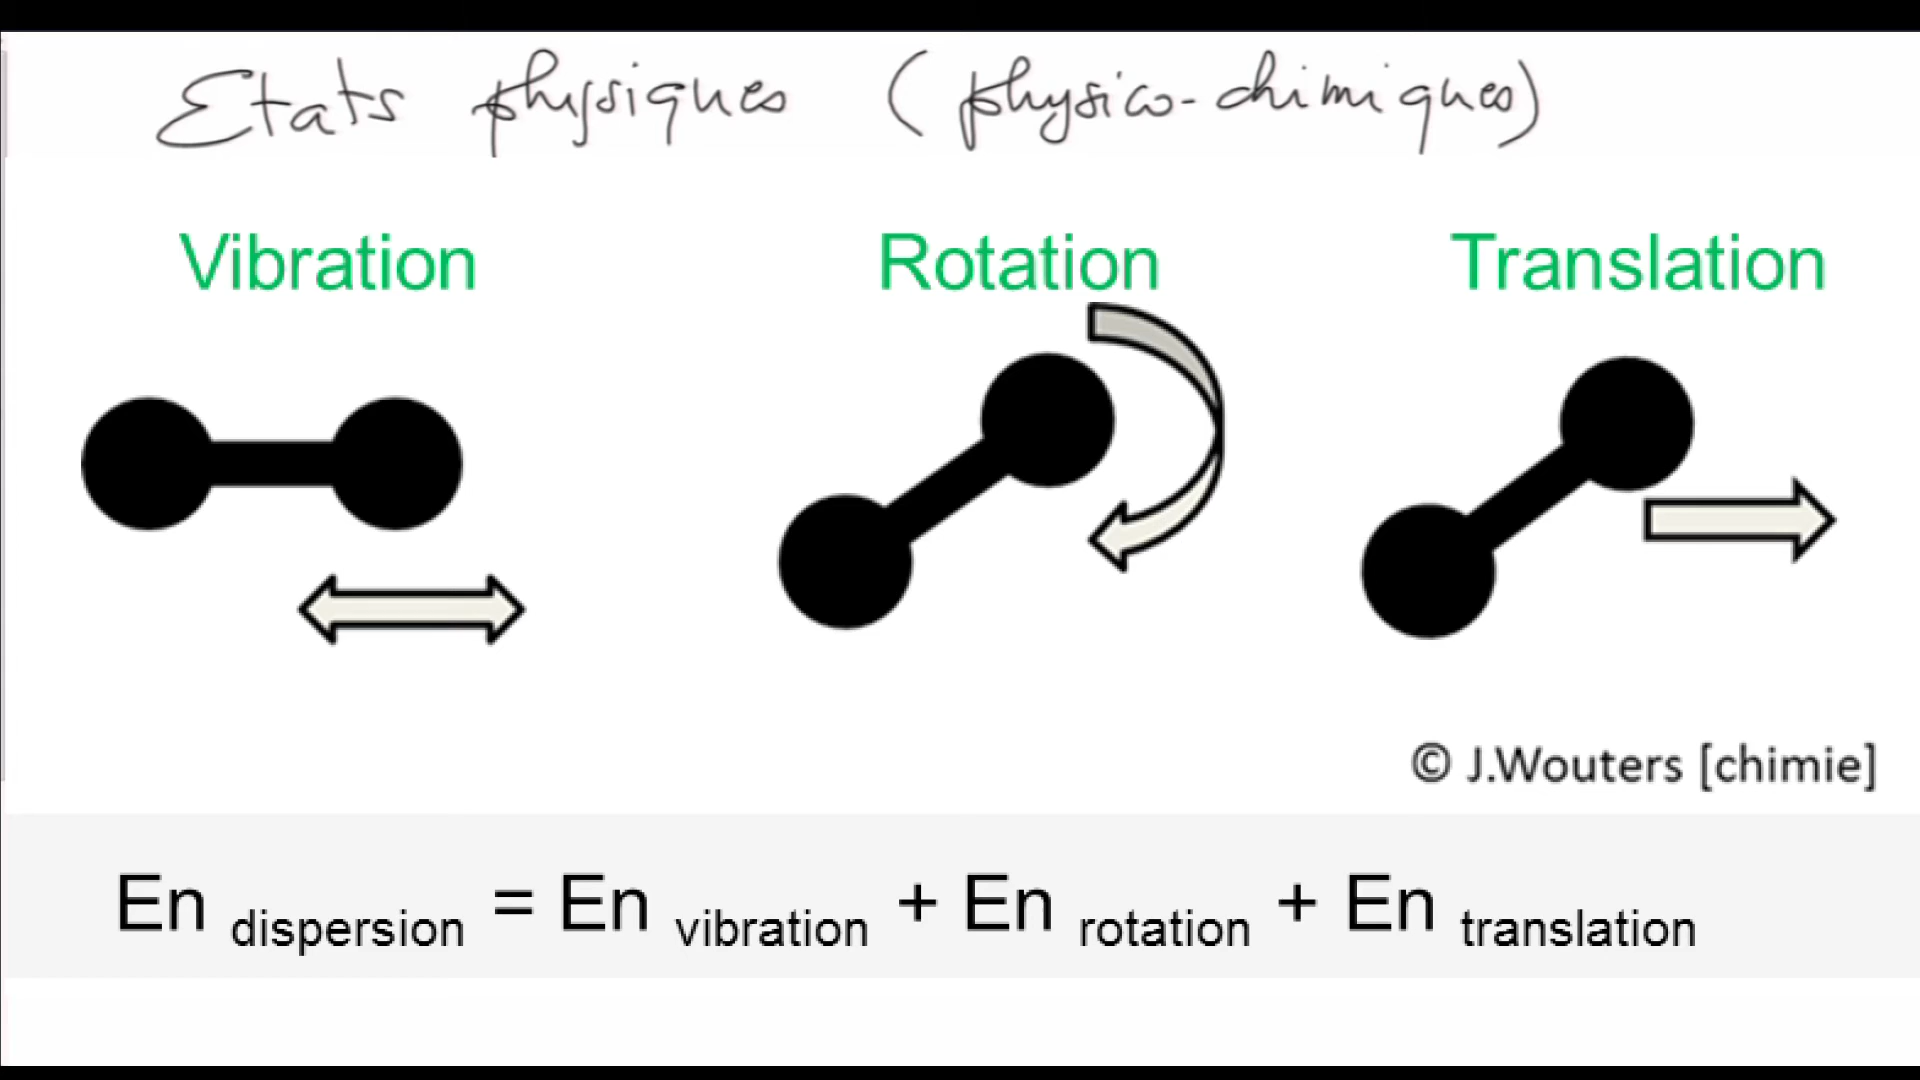 Etats physiques (physico-chimiques)
Vibration Rotation Translation
© J.Wouters [chimie]
En dispersion = En vibration + En rotation + En translation